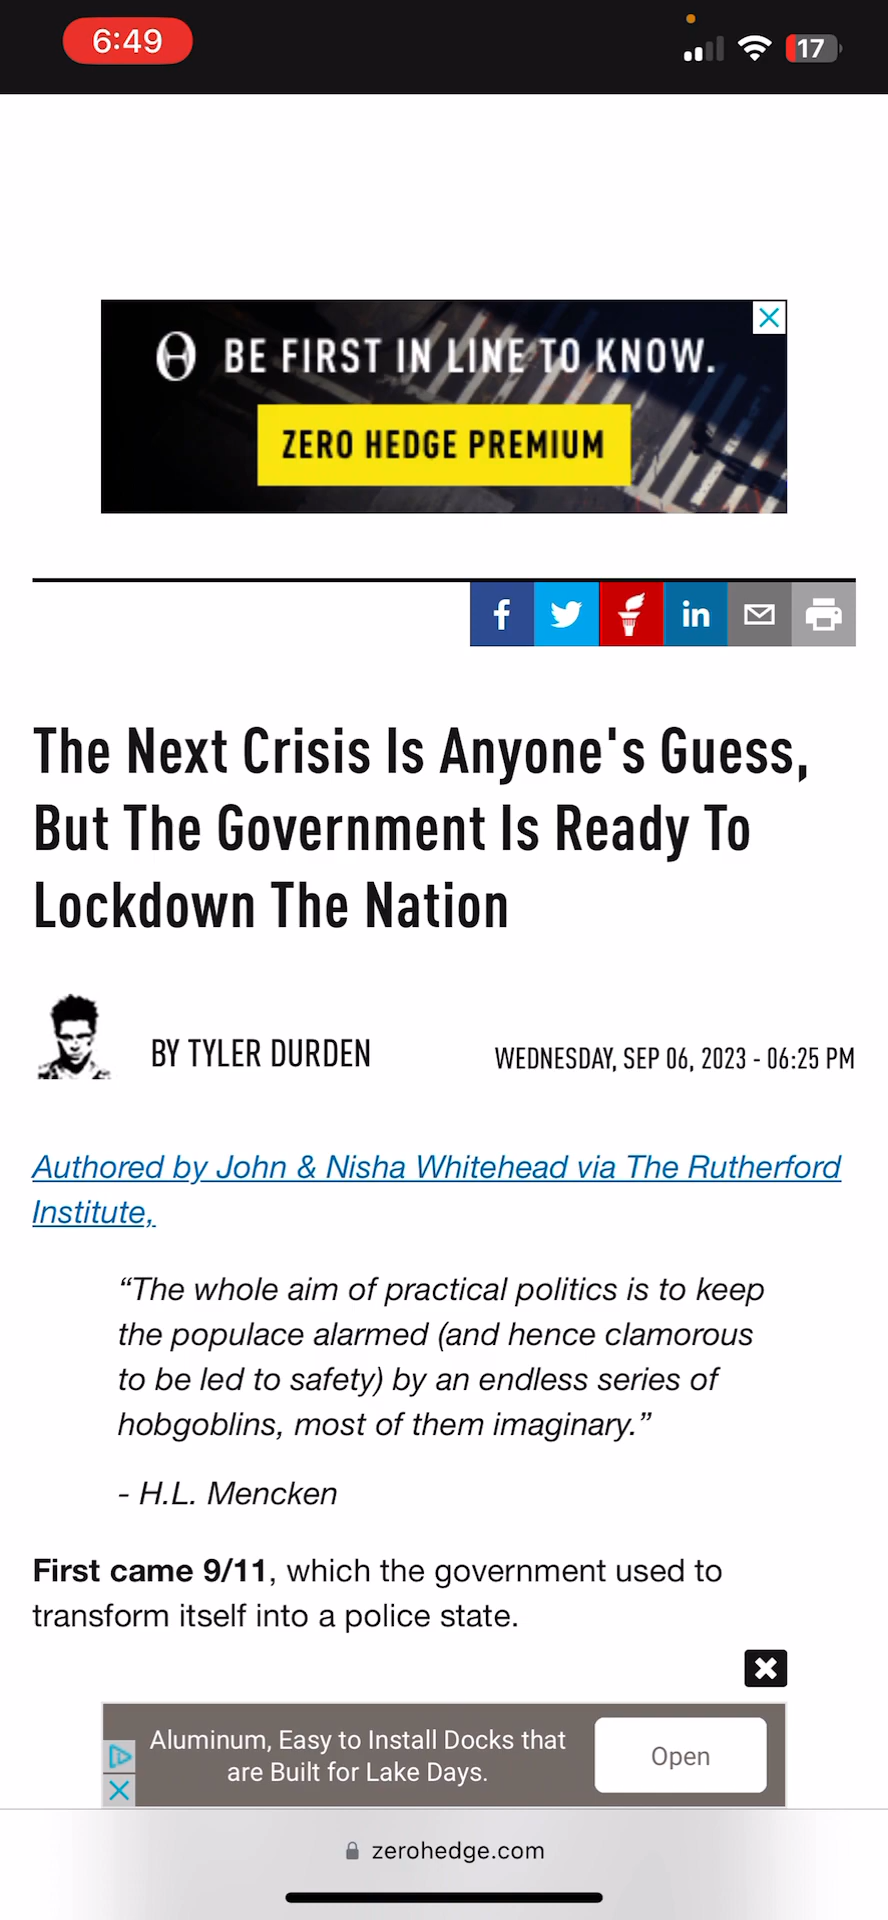 6:49
17
BE FIRST IN LINE TO KNOW.
ZERO HEDGE PREMIUM
f
in
The Next Crisis Is Anyone's Guess,
But The Government Is Ready To
Lockdown The Nation
BY TYLER DURDEN
WEDNESDAY, SEP 06, 2023 - 06:25 PM
Authored by John & Nisha Whitehead via The Rutherford
Institute,
“The whole aim of practical politics is to keep
the populace alarmed (and hence clamorous
to be led to safety) by an endless series of
hobgoblins, most of them imaginary.”
- H.L. Mencken
First came 9/11, which the government used to
transform itself into a police state.
Aluminum, Easy to Install Docks that
are Built for Lake Days.
Open
zerohedge.com